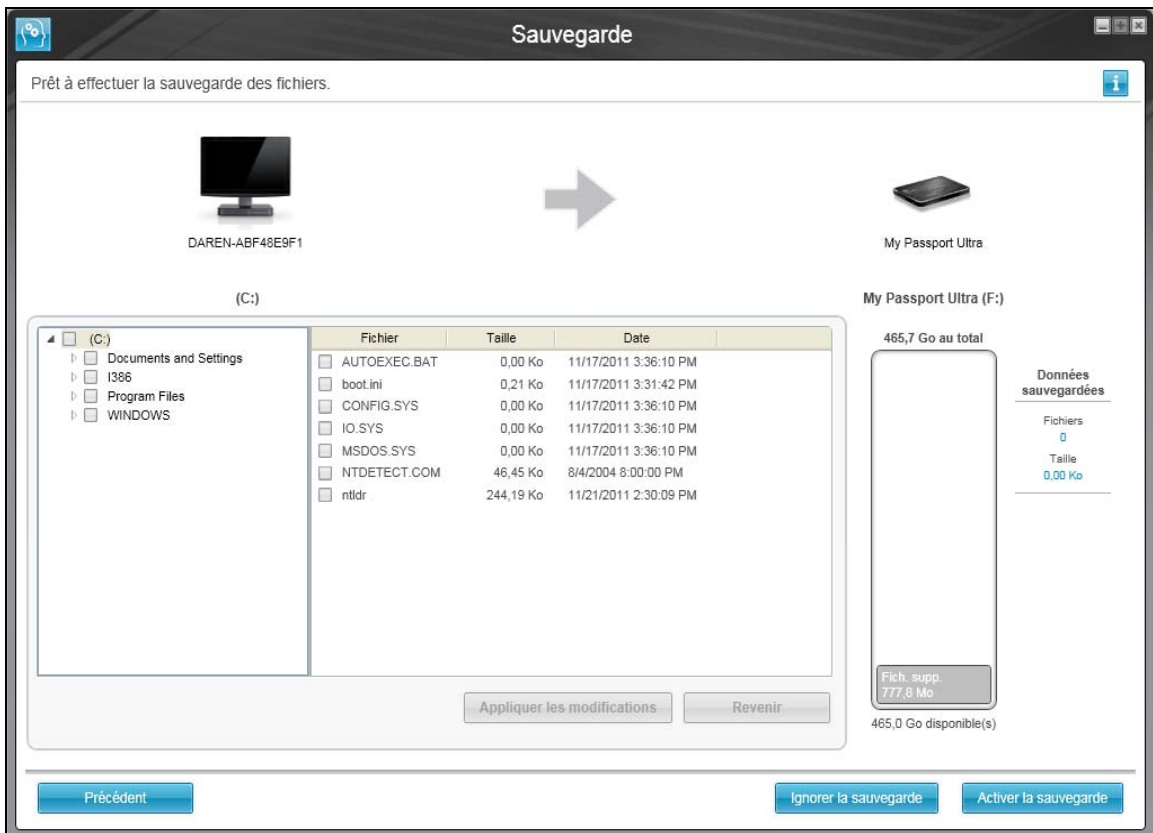 Sauvegarde
Prêt à effectuer la sauvegarde des fichiers.
i
DAREN-ABF48E9F1
My Passport Ultra
(C:)
My Passport Ultra (F:)
(C:)
Documents and Settings
I386
Program Files
WINDOWS
Fichier Taille Date
AUTOEXEC.BAT 0,00 Ko 11/17/2011 3:36:10 PM
boot.ini 0,21 Ko 11/17/2011 3:31:42 PM
CONFIG.SYS 0,00 Ko 11/17/2011 3:36:10 PM
IO.SYS 0,00 Ko 11/17/2011 3:36:10 PM
MSDOS.SYS 0,00 Ko 11/17/2011 3:36:10 PM
NTDETECT.COM 46,45 Ko 8/4/2004 8:00:00 PM
ntldr 244,19 Ko 11/21/2011 2:30:09 PM
Appliquer les modifications
Revenir
465,7 Go au total
Fich. supp.
777,8 Mo
465,0 Go disponible(s)
Données
sauvegardées
Fichiers
0
Taille
0,00 Ko
Précédent
Ignorer la sauvegarde
Activer la sauvegarde